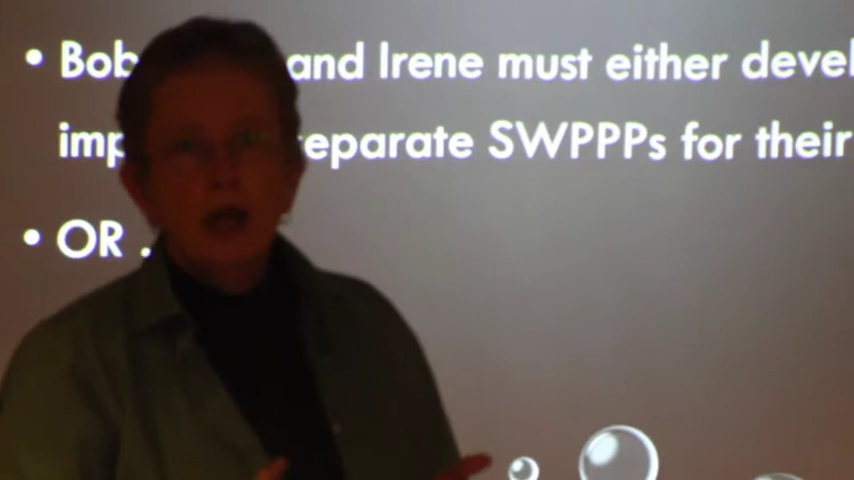 • Bob and Irene must either devel
imp eparate SWPPPs for their
• OR .